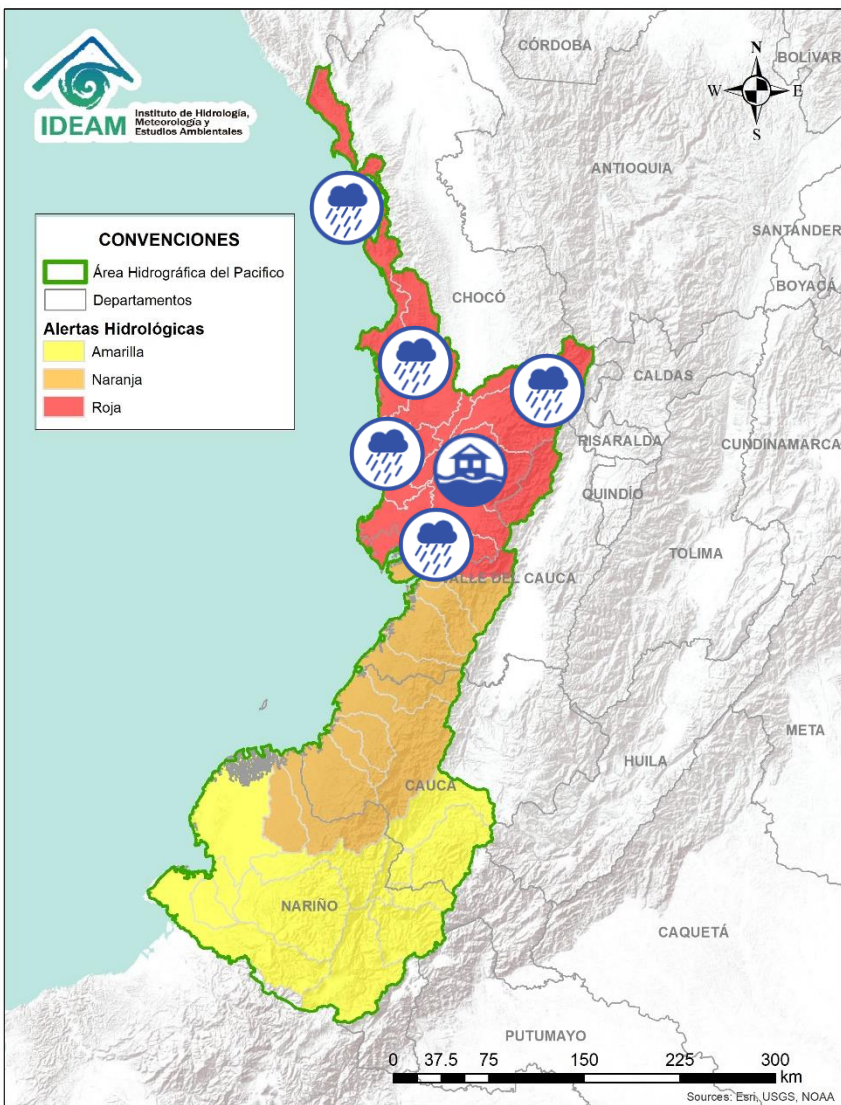 IDEAM
Instituto de Hidrología,
Meteorología y
Estudios Ambientales
N
W
E
S
CÓRDOBA
BOLÍVAR
ANTIOQUIA
SANTANDER
BOYACÁ
CONVENCIONES
Área Hidrográfica del Pacifico
Departamentos
Alertas Hidrológicas
Amarilla
Naranja
Roja
CHOCÓ
CALDAS
RISARALDA
CUNDINAMARCA
QUINDÍO
TOLIMA
VALLE DEL CAUCA
META
HUILA
CAUCA
NARIÑO
CAQUETÁ
PUTUMAYO
0 37.5 75 150 225 300
km
Sources: Esri, USGS, NOAA